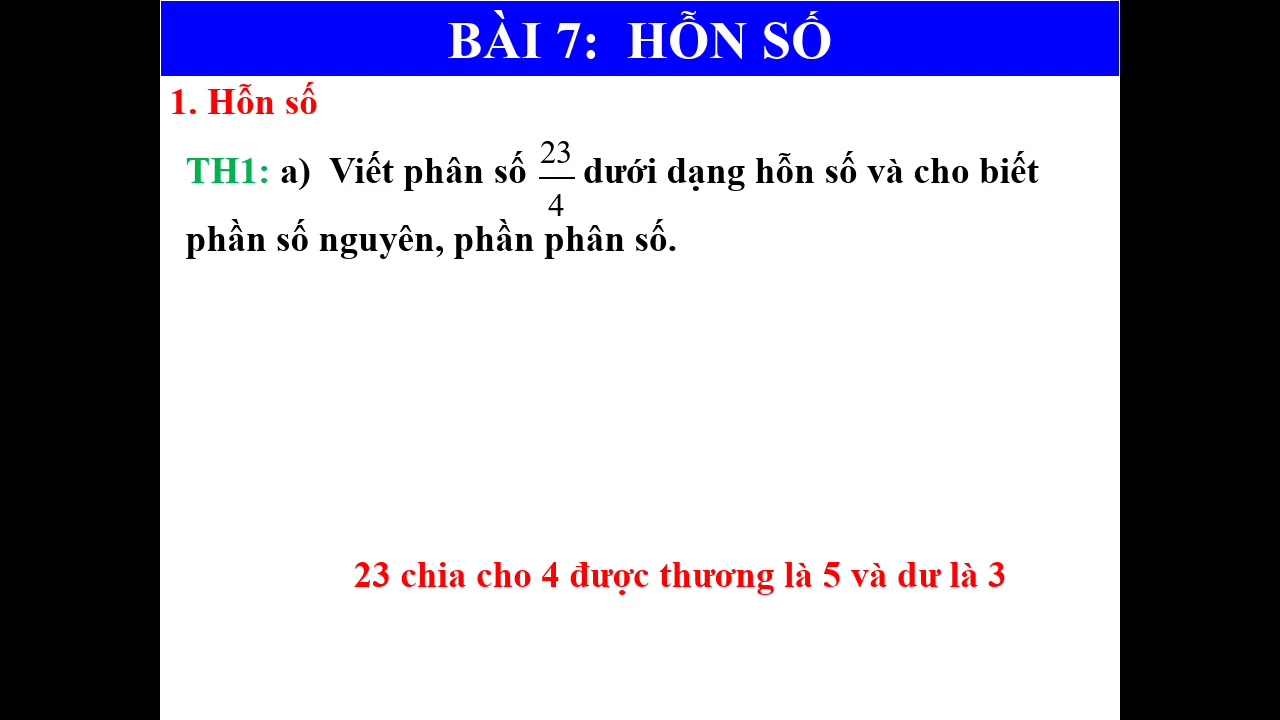 BÀI 7: HỖN SỐ
1. Hỗn số
TH1: a) Viết phân số 23/4 dưới dạng hỗn số và cho biết
phần số nguyên, phần phân số.
23 chia cho 4 được thương là 5 và dư là 3